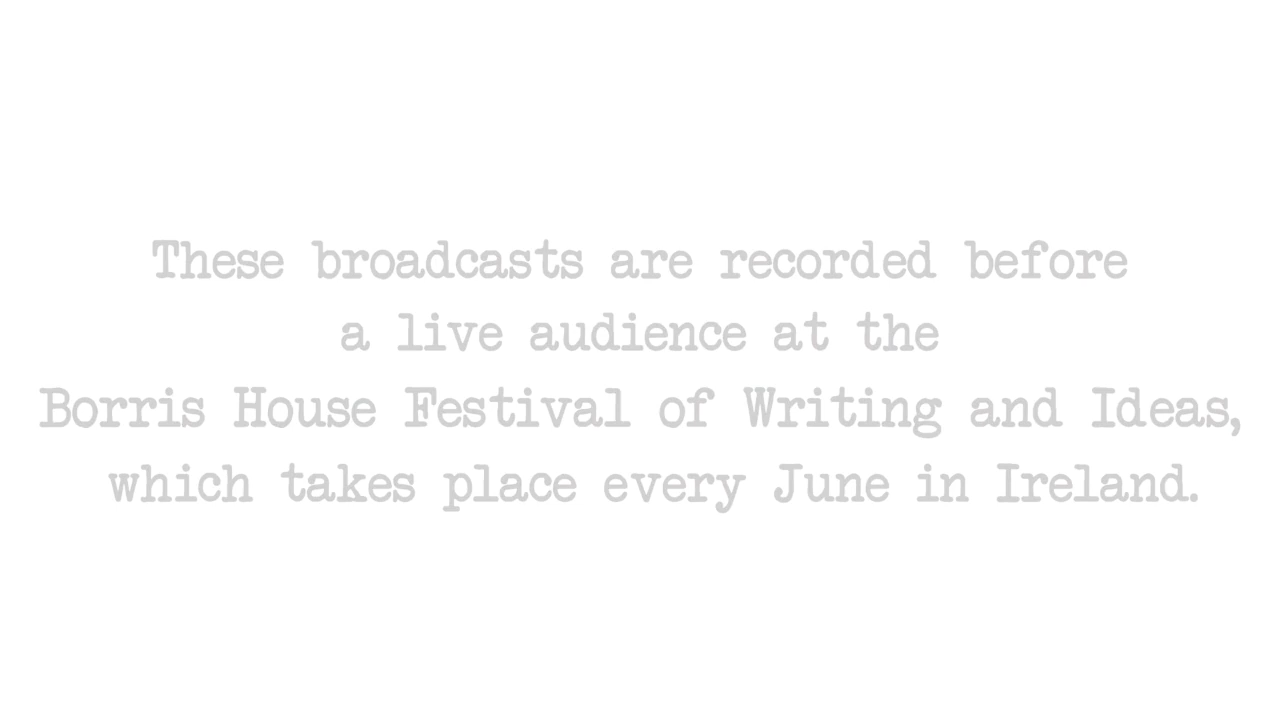 These broadcasts are recorded before
a live audience at the
Borris House Festival of Writing and Ideas,
which takes place every June in Ireland.